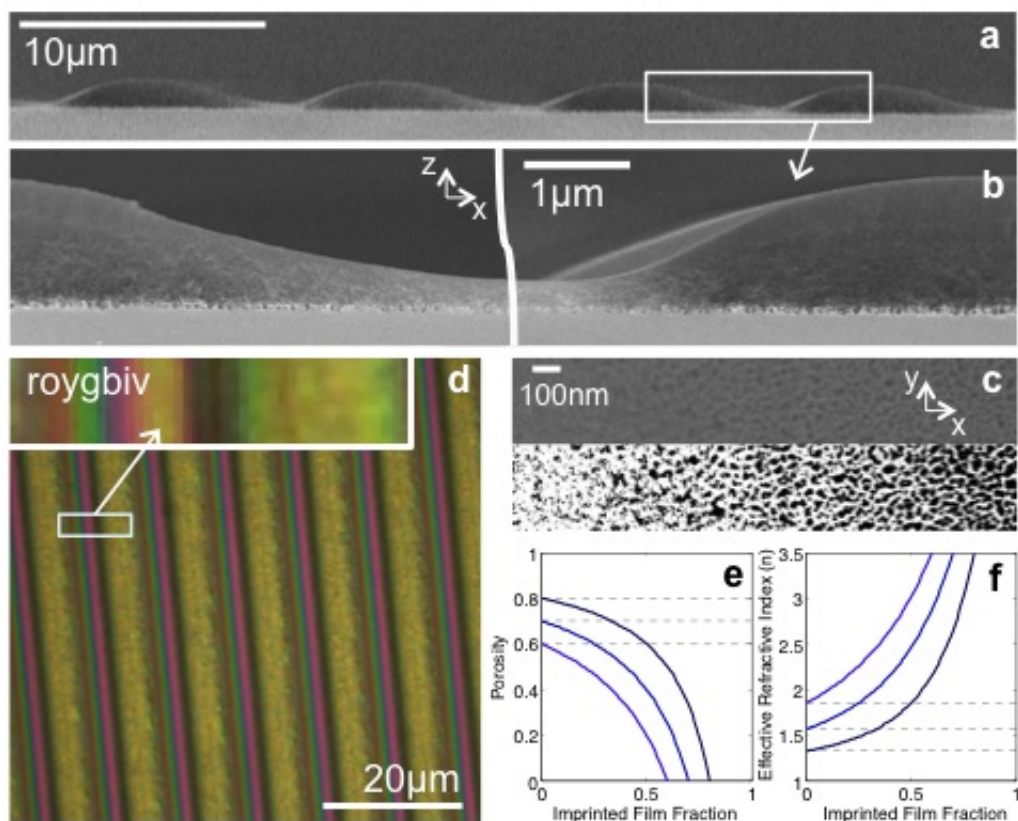 a
10µm
b
z
x
1µm
d
roygbiv
20µm
c
100nm
y
x
e
Porosity
1
0.8
0.6
0.4
0.2
0
0
0.5
1
Imprinted Film Fraction
f
Effective Refractive Index (n)
3.5
3
2.5
2
1.5
1
0
0.5
1
Imprinted Film Fraction